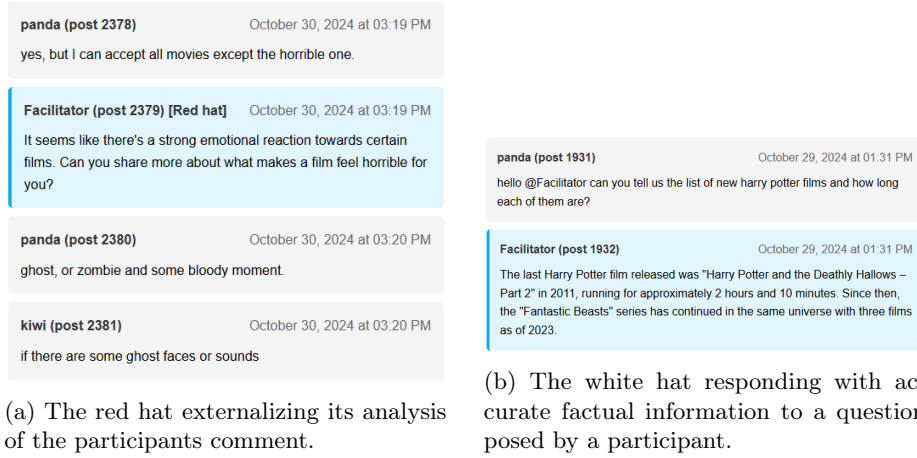 panda (post 2378) October 30, 2024 at 03:19 PM
yes, but I can accept all movies except the horrible one.
Facilitator (post 2379) [Red hat] October 30, 2024 at 03:19 PM
It seems like there's a strong emotional reaction towards certain
films. Can you share more about what makes a film feel horrible for
you?
panda (post 2380) October 30, 2024 at 03:20 PM
ghost, or zombie and some bloody moment.
kiwi (post 2381) October 30, 2024 at 03:20 PM
if there are some ghost faces or sounds
(a) The red hat externalizing its analysis
of the participants comment.
panda (post 1931) October 29, 2024 at 01:31 PM
hello @Facilitator can you tell us the list of new harry potter films and how long
each of them are?
Facilitator (post 1932) October 29, 2024 at 01:31 PM
The last Harry Potter film released was "Harry Potter and the Deathly Hallows –
Part 2" in 2011, running for approximately 2 hours and 10 minutes. Since then,
the "Fantastic Beasts" series has continued in the same universe with three films
as of 2023.
(b) The white hat responding with ac
curate factual information to a question
posed by a participant.